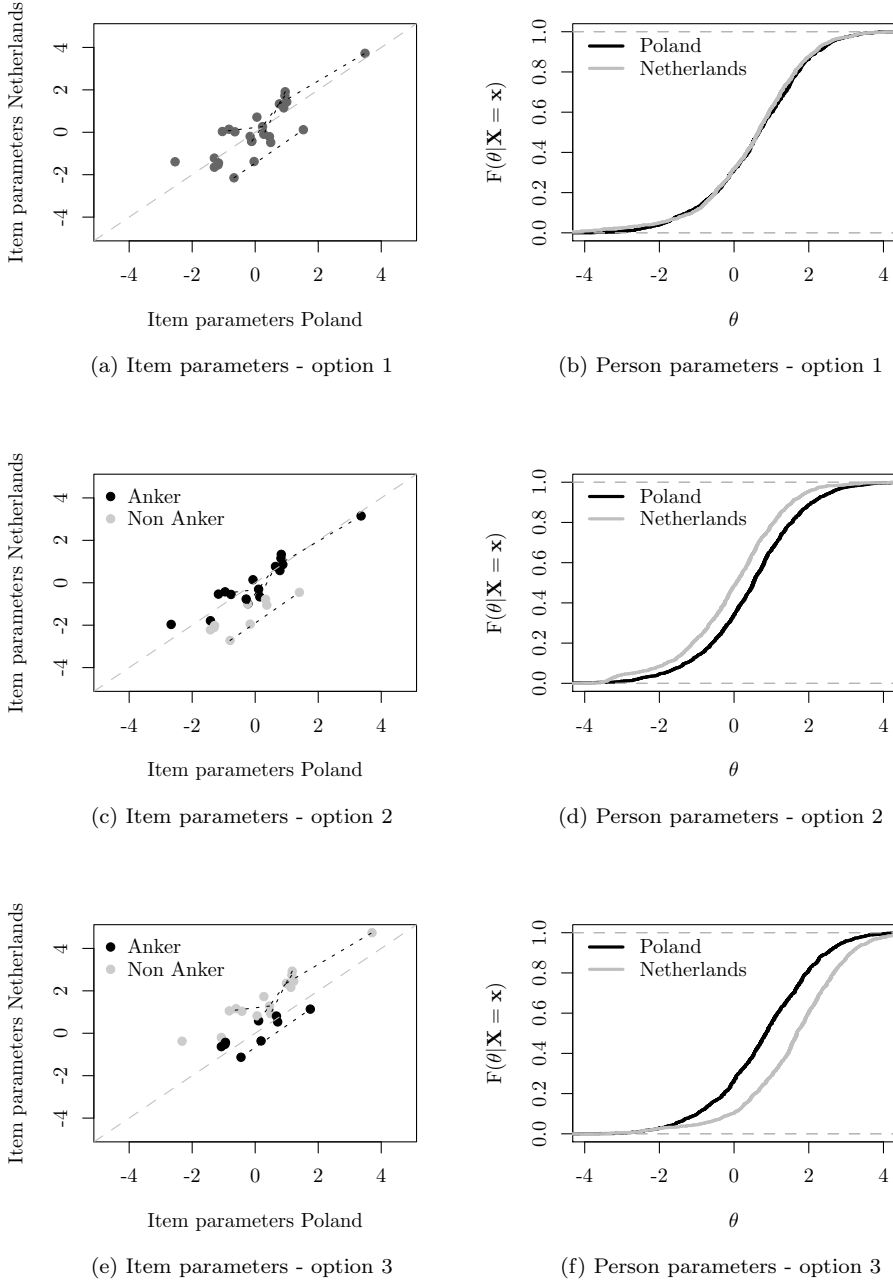 Item parameters Netherlands
4
2
0
-2
-4
-4 -2 0 2 4
Item parameters Poland
(a) Item parameters - option 1
F(θ|X = x)
1.0
0.8
0.6
0.4
0.2
0.0
Poland
Netherlands
-4 -2 0 2 4
θ
(b) Person parameters - option 1
Item parameters Netherlands
4
2
0
-2
-4
Anker
Non Anker
-4 -2 0 2 4
Item parameters Poland
(c) Item parameters - option 2
F(θ|X = x)
1.0
0.8
0.6
0.4
0.2
0.0
Poland
Netherlands
-4 -2 0 2 4
θ
(d) Person parameters - option 2
Item parameters Netherlands
4
2
0
-2
-4
Anker
Non Anker
-4 -2 0 2 4
Item parameters Poland
(e) Item parameters - option 3
F(θ|X = x)
1.0
0.8
0.6
0.4
0.2
0.0
Poland
Netherlands
-4 -2 0 2 4
θ
(f) Person parameters - option 3